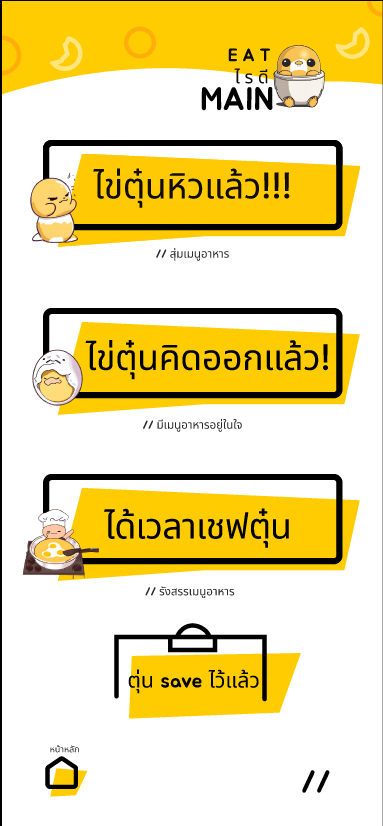 EAT
ไรดี
MAIN
ไข่ตุ๋นหิวแล้ว!!!
// สุ่มเมนูอาหาร
ไข่ตุ๋นคิดออกแล้ว!
// มีเมนูอาหารอยู่ในใจ
ได้เวลาเชฟตุ๋น
// รังสรรเมนูอาหาร
ตุ่น save ไว้แล้ว
หน้าหลัก
//